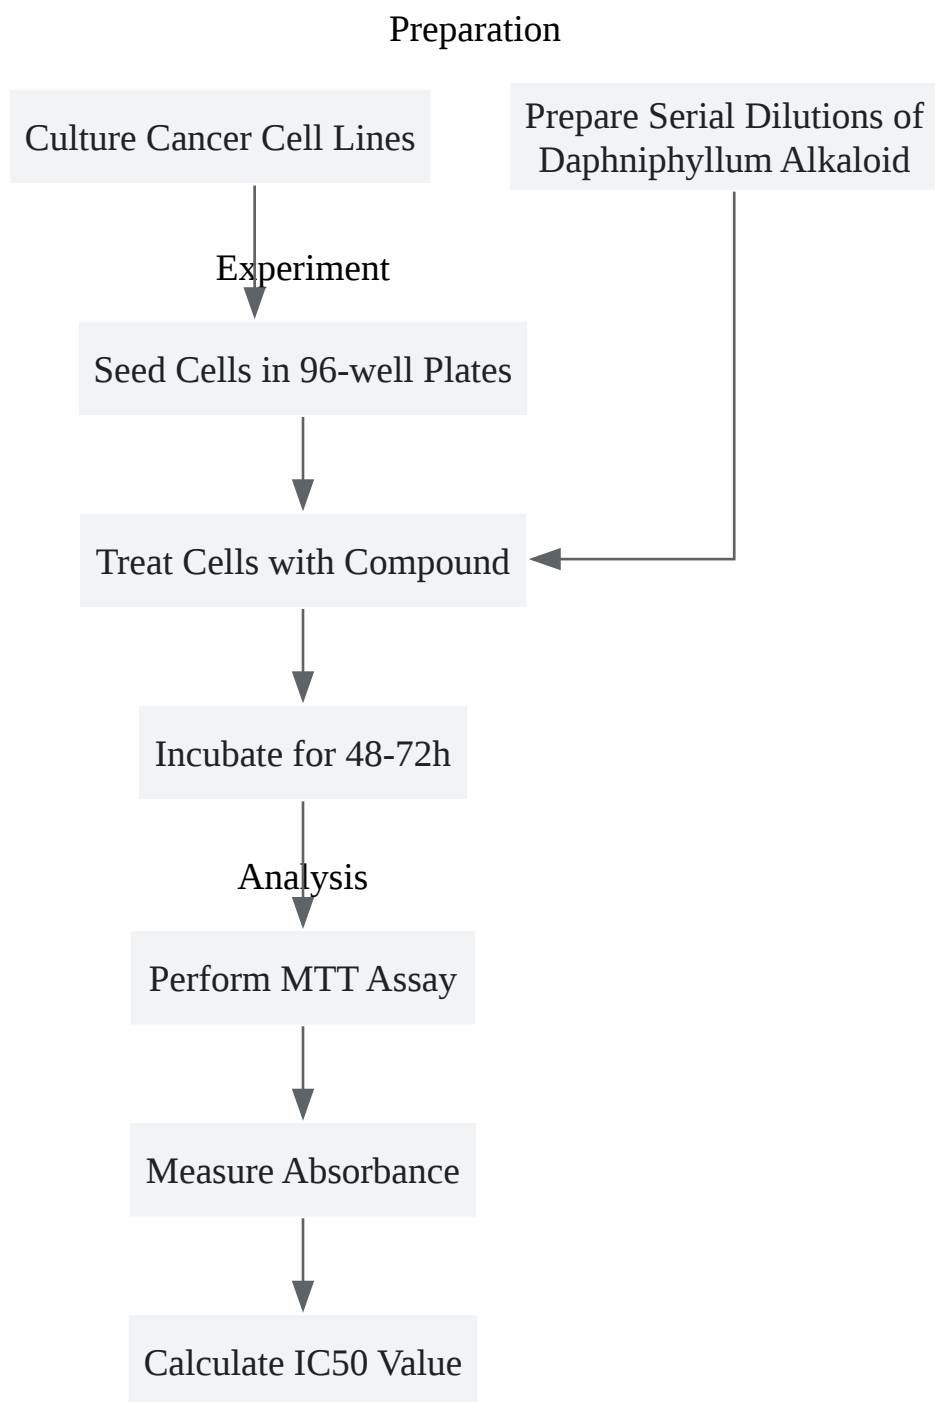 Preparation
Culture Cancer Cell Lines
Prepare Serial Dilutions of
Daphniphyllum Alkaloid
Experiment
Seed Cells in 96-well Plates
Treat Cells with Compound
Incubate for 48-72h
Analysis
Perform MTT Assay
Measure Absorbance
Calculate IC50 Value